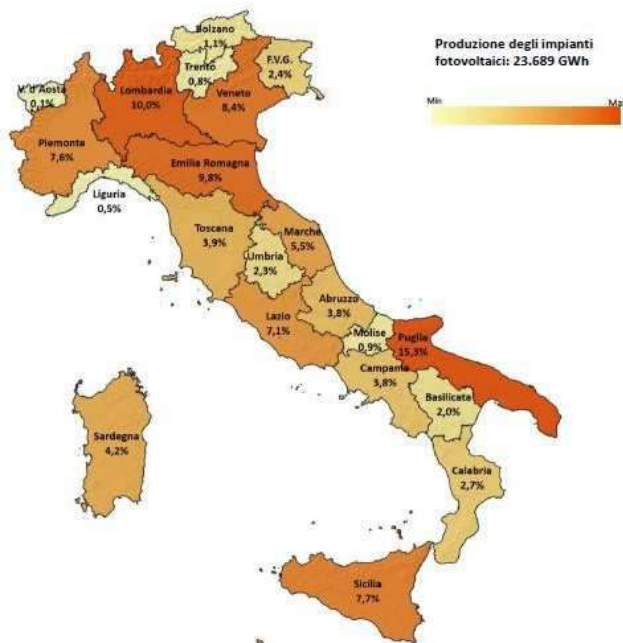 Produzione degli impianti
fotovoltaici: 23.689 GWh
Min
Ma
Bolzano
1,1%
Trento
0,8%
F.V.G.
2,4%
V. d'Aosta
0,1%
Lombardia
10,0%
Veneto
8,4%
Piemonte
7,6%
Emilia Romagna
9,8%
Liguria
0,5%
Toscana
3,9%
Marche
5,5%
Umbria
2,3%
Abruzzo
3,8%
Lazio
7,1%
Molise
0,9%
Puglia
15,3%
Campania
3,8%
Basilicata
2,0%
Sardegna
4,2%
Calabria
2,7%
Sicilia
7,7%